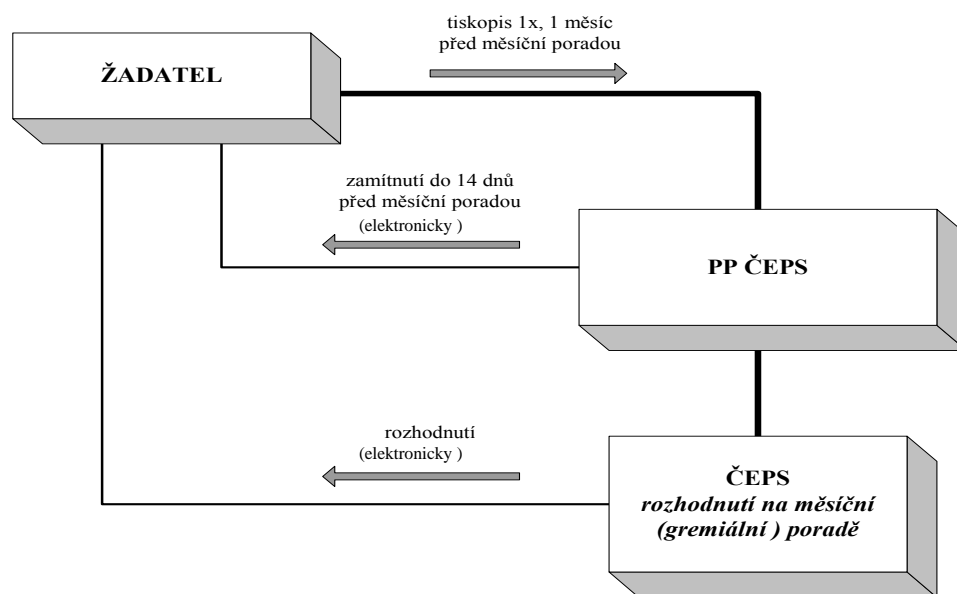 tiskopis 1x, 1 měsíc
před měsíční poradou
ŽADATEL
zamítnutí do 14 dnů
před měsíční poradou
(elektronicky )
PP ČEPS
rozhodnutí
(elektronicky )
ČEPS
rozhodnutí na měsíční
(gremiální ) poradě